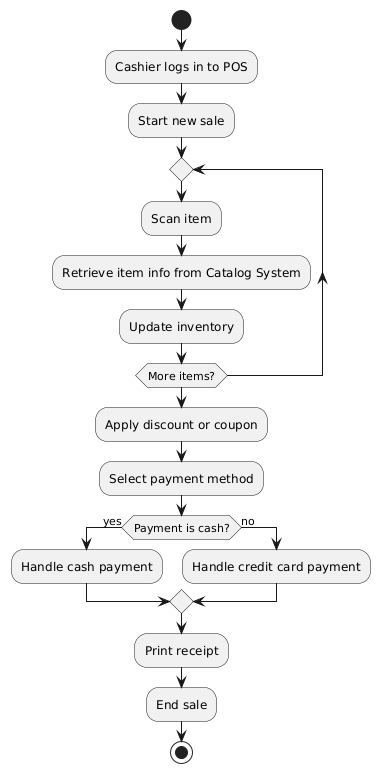 Cashier logs in to POS
Start new sale
Scan item
Retrieve item info from Catalog System
Update inventory
More items?
Apply discount or coupon
Select payment method
yes
Payment is cash?
no
Handle cash payment
Handle credit card payment
Print receipt
End sale